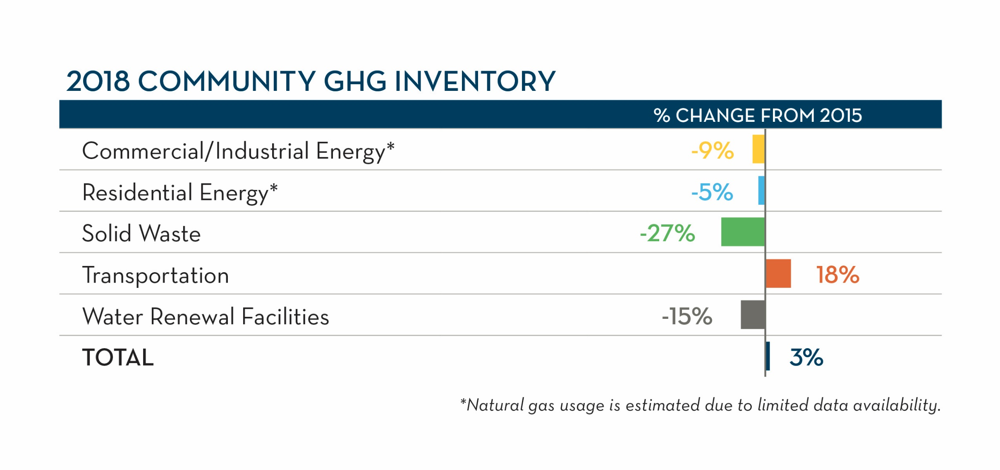 2018 COMMUNITY GHG INVENTORY
% CHANGE FROM 2015
Commercial/Industrial Energy* -9%
Residential Energy* -5%
Solid Waste -27%
Transportation 18%
Water Renewal Facilities -15%
TOTAL 3%
*Natural gas usage is estimated due to limited data availability.